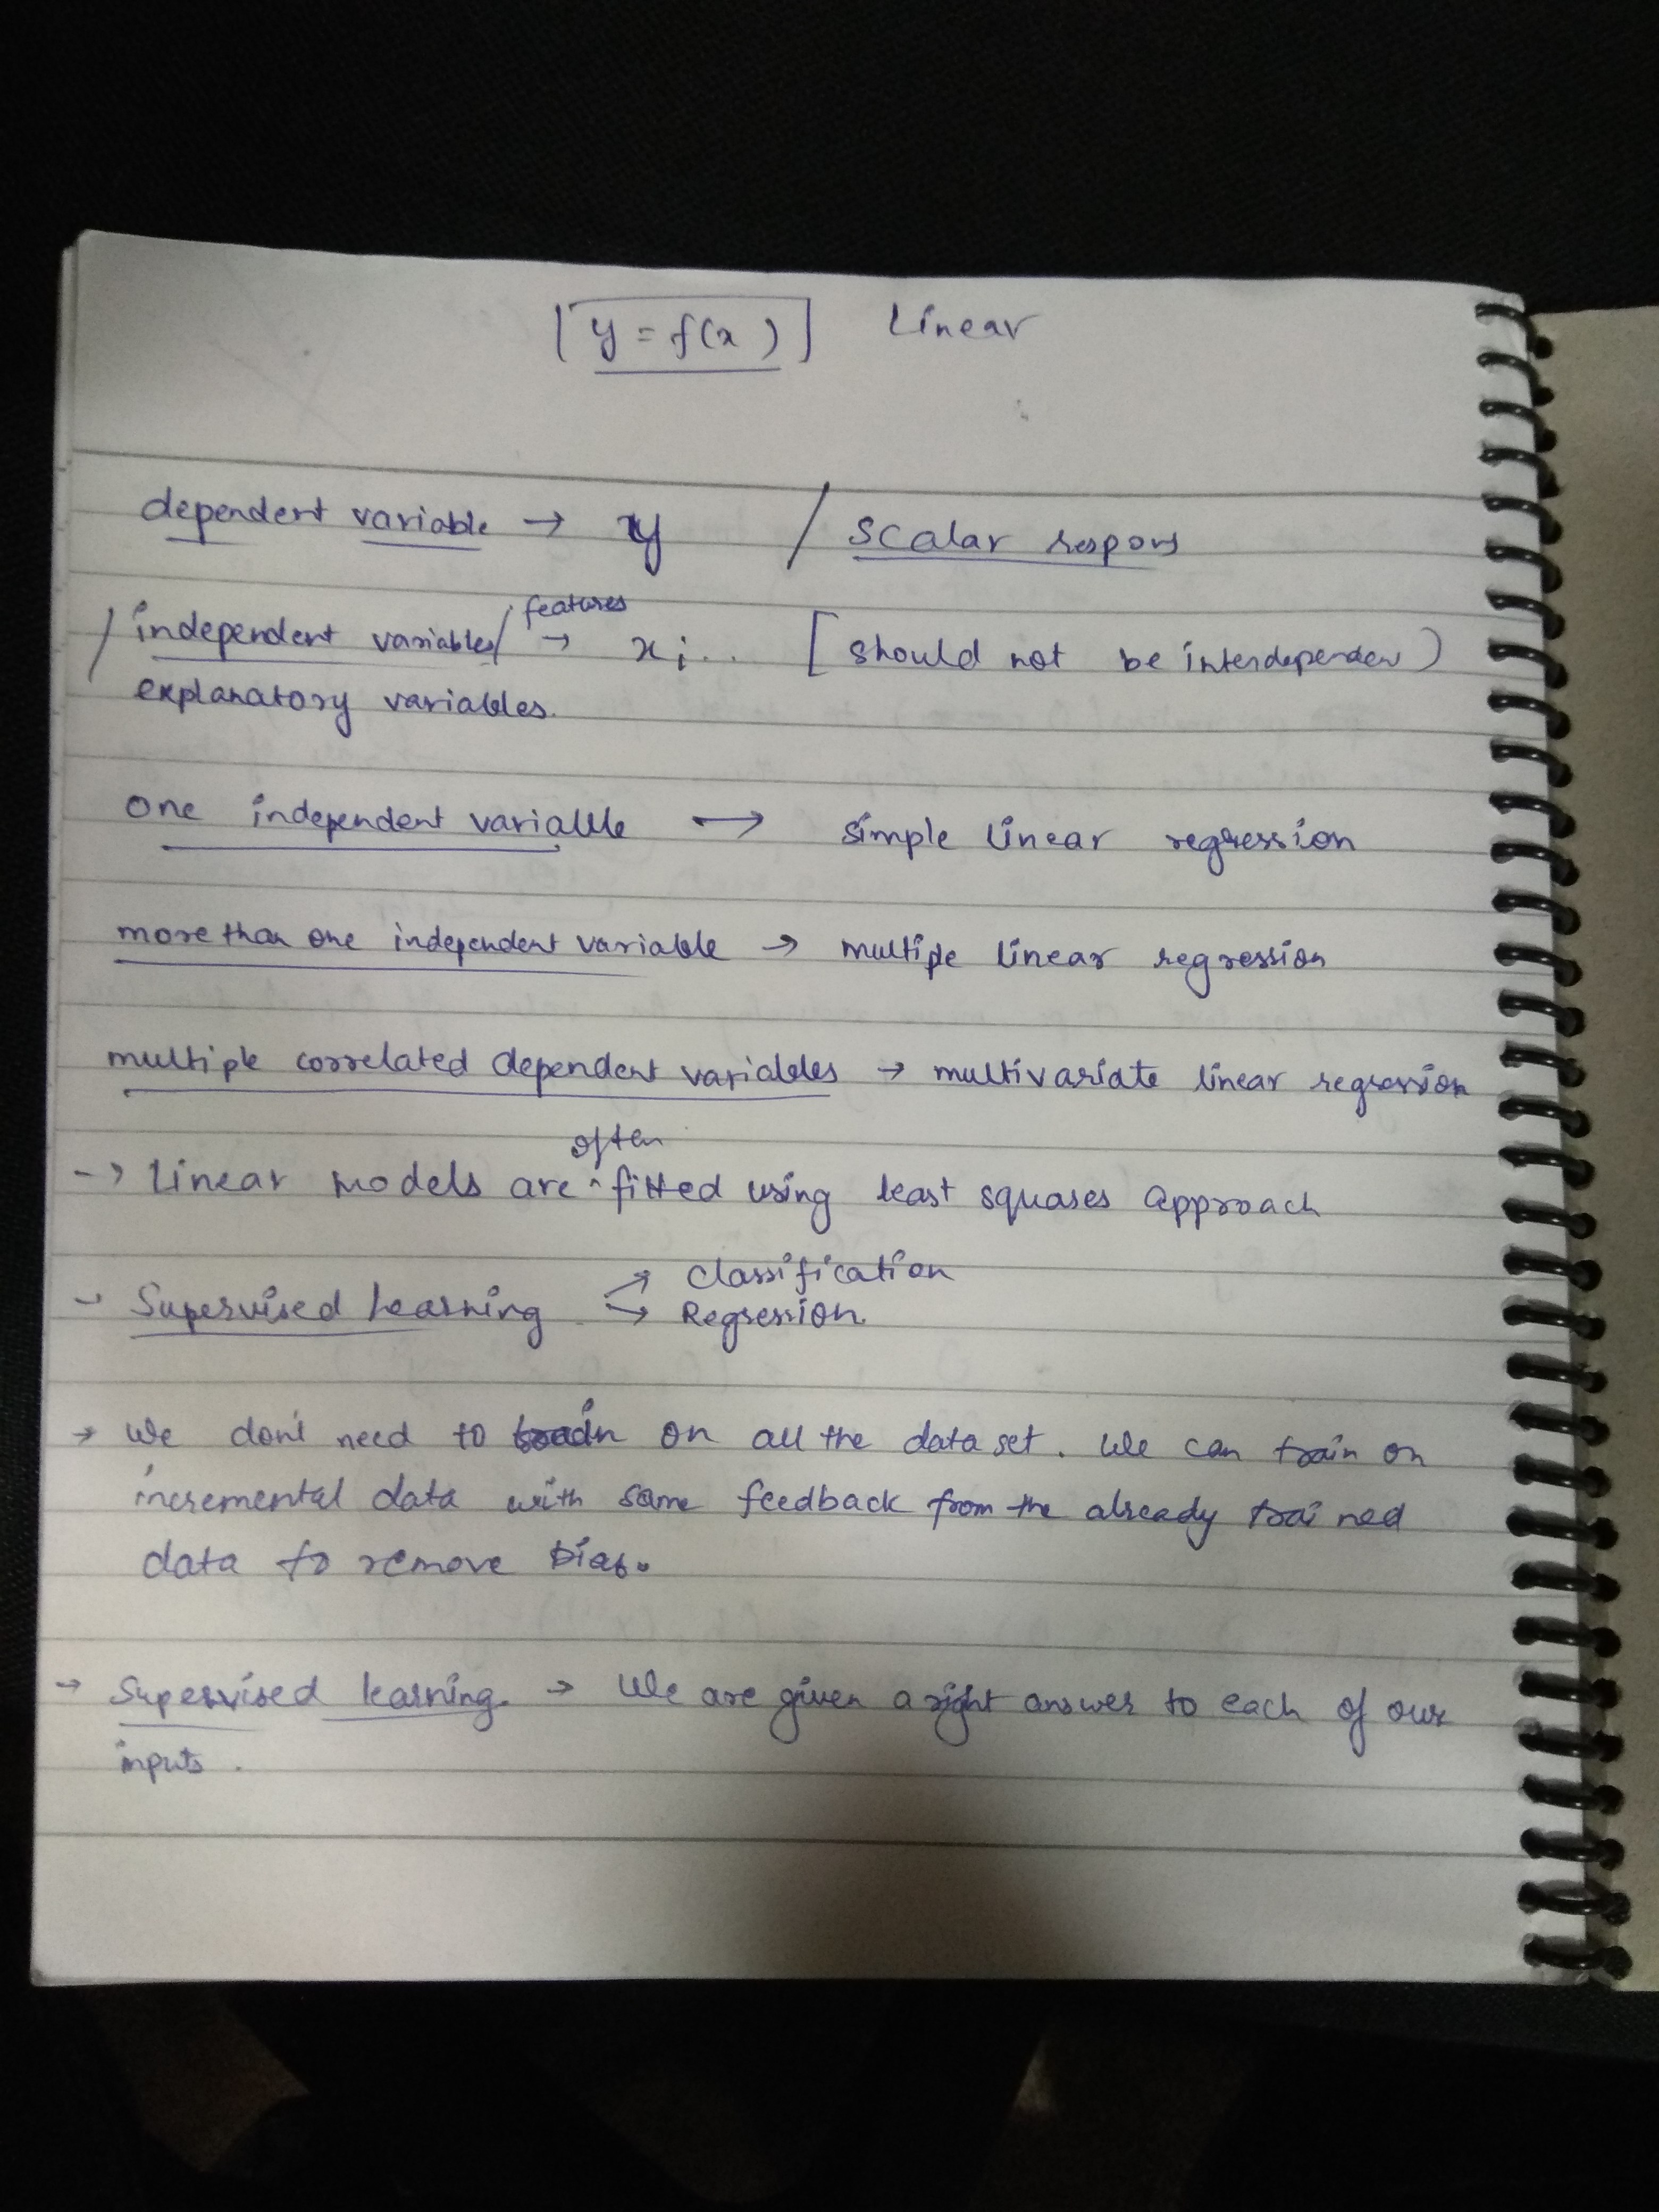 [y = f(x)] Linear
dependent variable → y / Scalar respons
/ independent variables / features → xi.. [should not be interdependen)
explanatory variables.
One independent variable → simple linear regression
more than one independent variable → multiple linear regression
multiple correlated dependent variables → multivariate linear regression
often
-> Linear Models are ^ fitted using least squares approach
- Supervised Learning → Classification
→ Regression.
→ We don't need to train on all the data set. We can train on
incremental data with same feedback from the already trained
data to remove bias.
→ Supervised learning. → We are given a right answer to each of our
inputs.